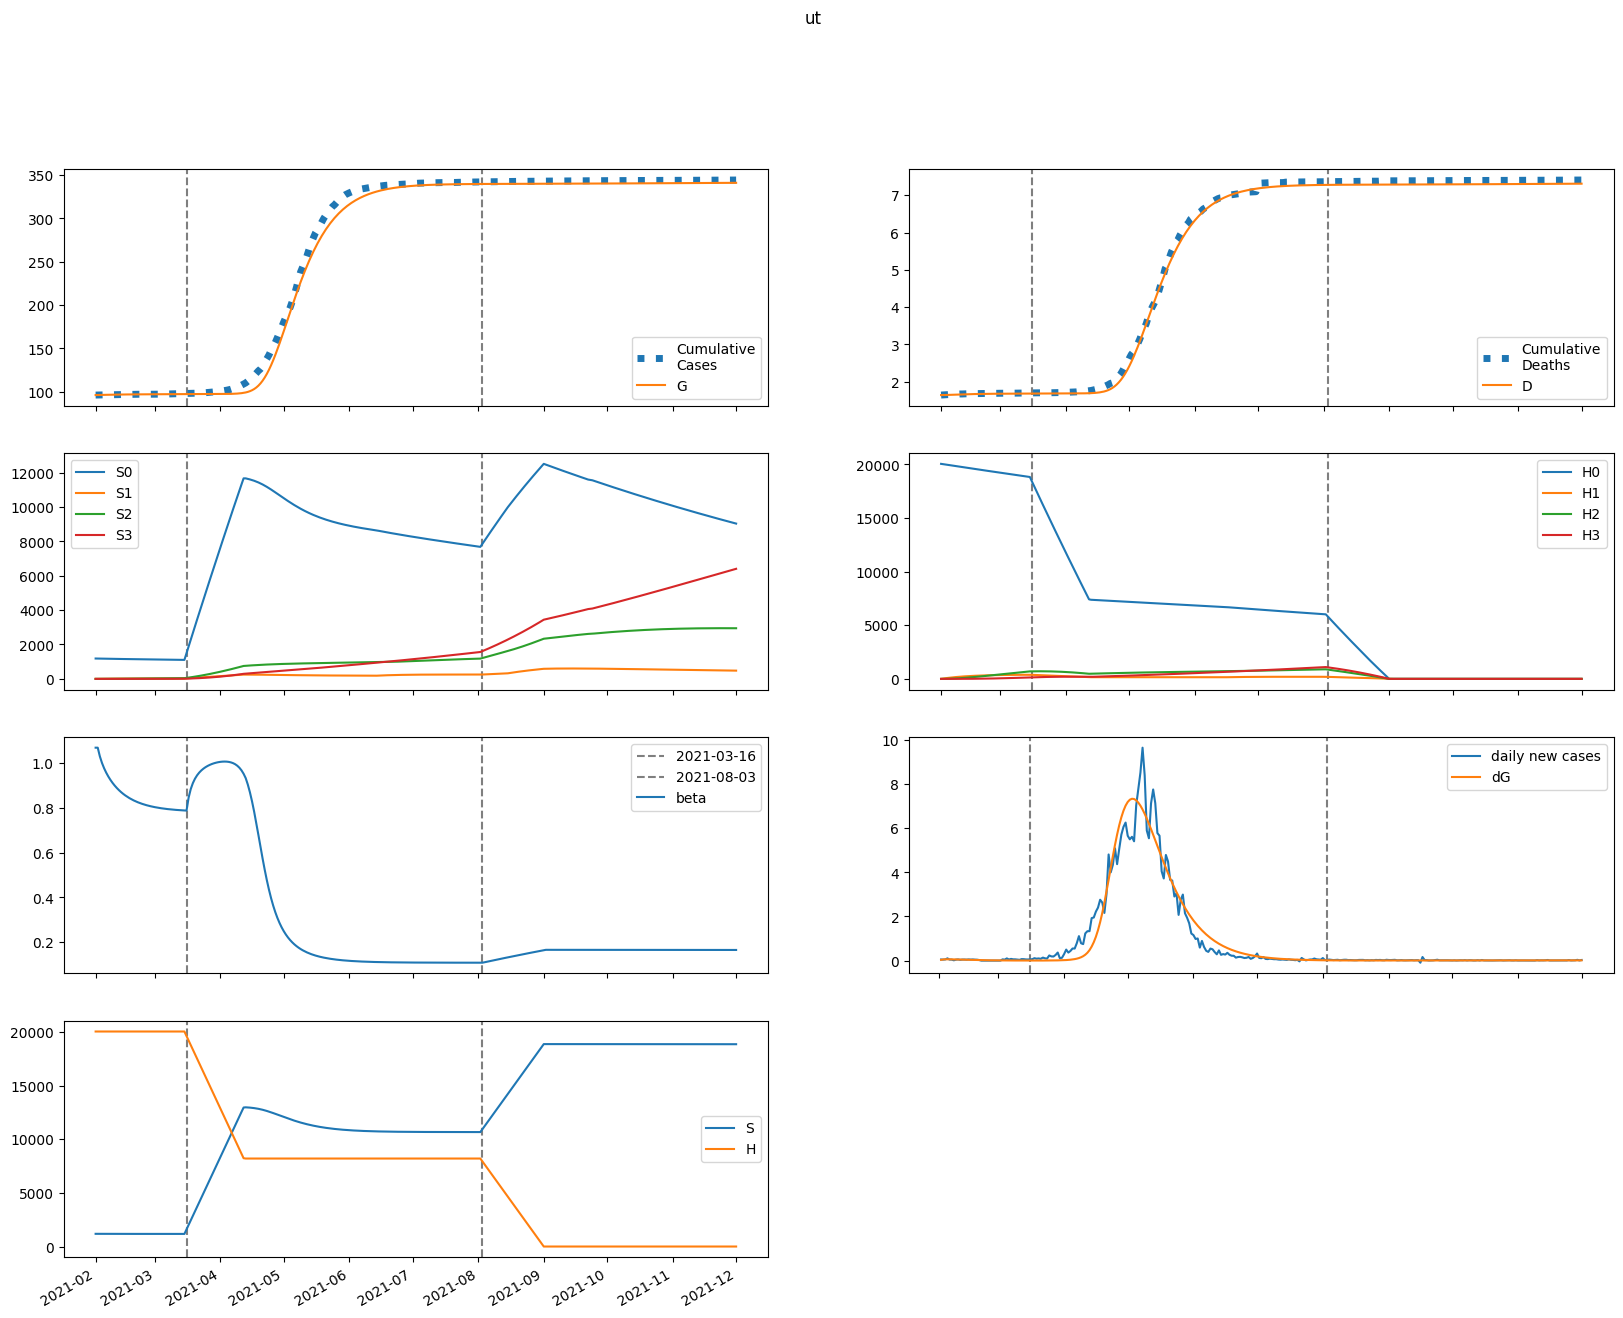 ut
350
300
250
200
150
100
Cumulative
Cases
G
7
6
5
4
3
2
Cumulative
Deaths
D
12000
10000
8000
6000
4000
2000
0
S0
S1
S2
S3
20000
15000
10000
5000
0
H0
H1
H2
H3
1.0
0.8
0.6
0.4
0.2
2021-03-16
2021-08-03
beta
10
8
6
4
2
0
daily new cases
dG
20000
15000
10000
5000
0
S
H
2021-02
2021-03
2021-04
2021-05
2021-06
2021-07
2021-08
2021-09
2021-10
2021-11
2021-12